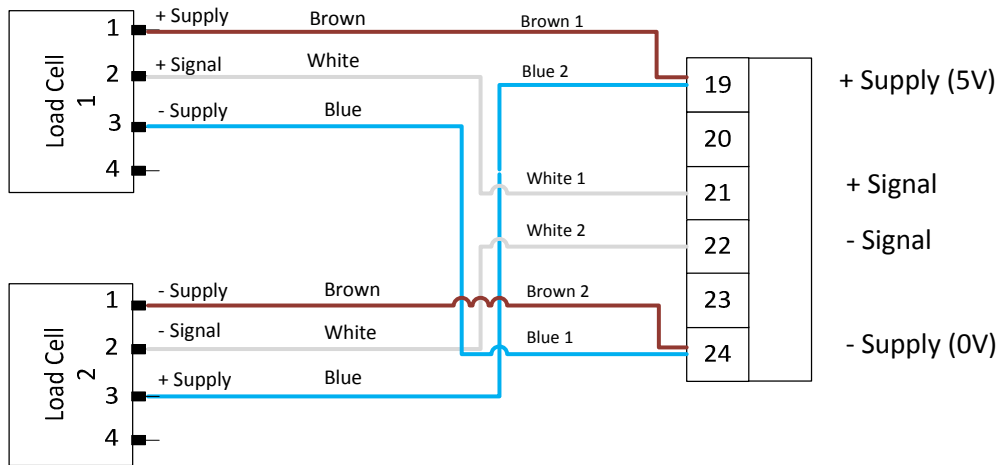 + Supply
Brown
Brown 1
1
+ Signal
White
2
Blue 2
19
+ Supply (5V)
- Supply
Blue
3
20
Load Cell
1
4
White 1
21
+ Signal
White 2
22
- Signal
- Supply
Brown
Brown 2
1
23
- Signal
White
2
Blue 1
24
- Supply (0V)
+ Supply
Blue
3
Load Cell
2
4